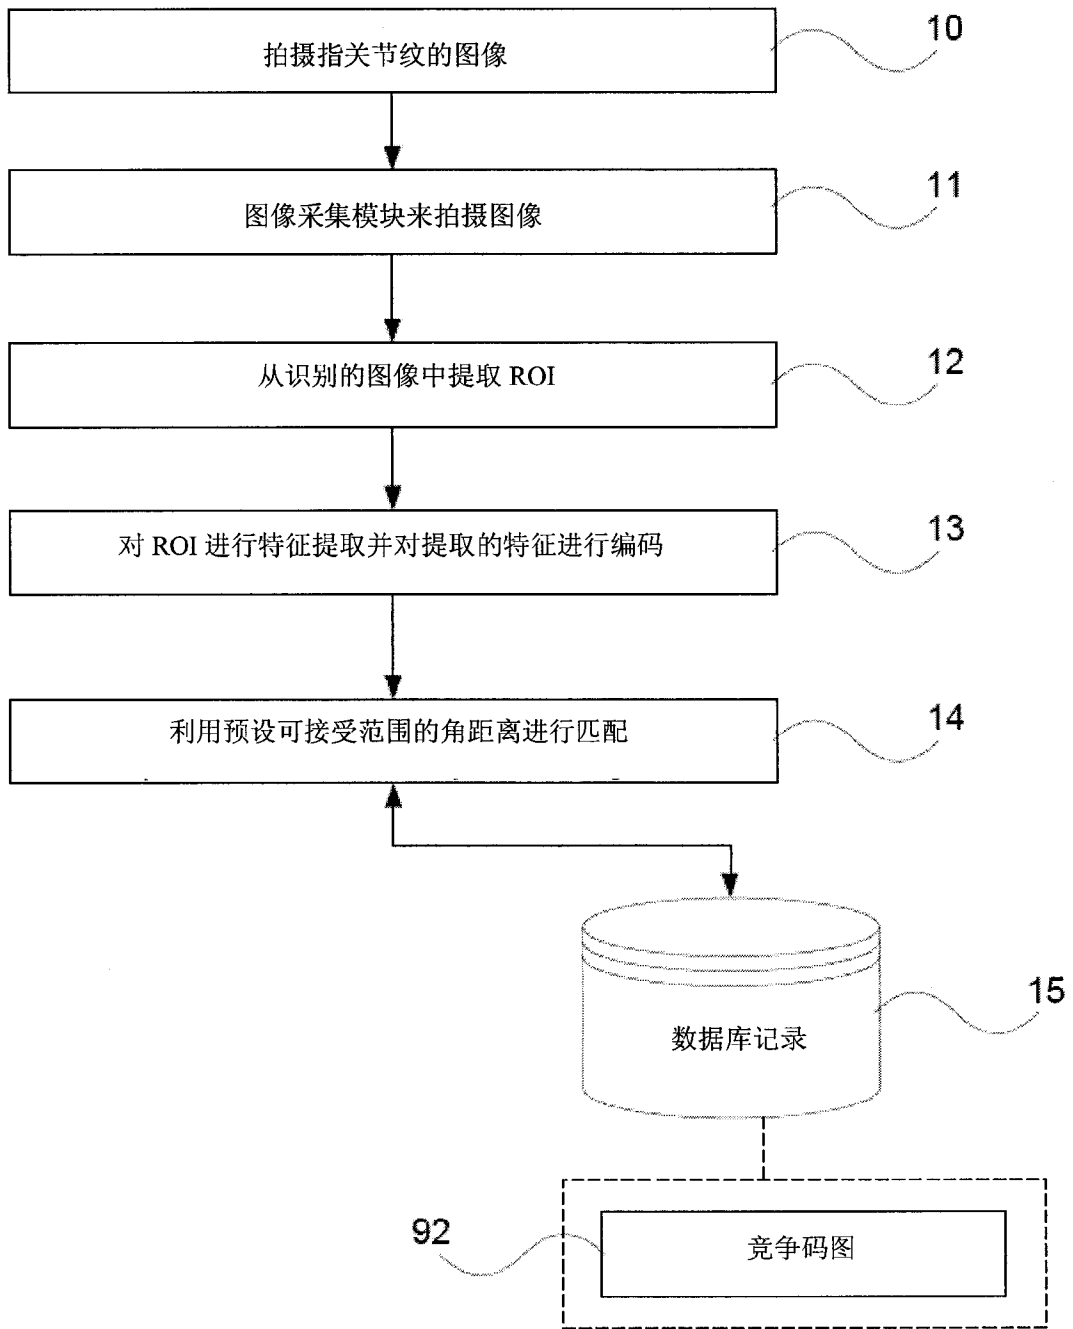 拍摄指关节纹的图像
10
图像采集模块来拍摄图像
11
从识别的图像中提取 ROI
12
对 ROI 进行特征提取并对提取的特征进行编码
13
利用预设可接受范围的角距离进行匹配
14
数据库记录
15
92
竞争码图